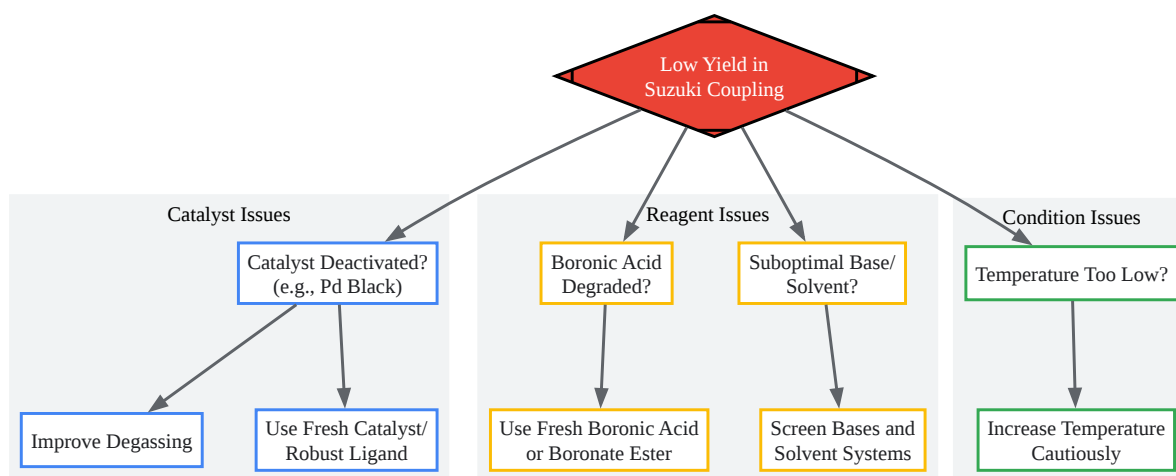 Low Yield in
Suzuki Coupling
Catalyst Issues
Reagent Issues
Condition Issues
Catalyst Deactivated?
(e.g., Pd Black)
Boronic Acid
Degraded?
Suboptimal Base/
Solvent?
Temperature Too Low?
Improve Degassing
Use Fresh Catalyst/
Robust Ligand
Use Fresh Boronic Acid
or Boronate Ester
Screen Bases and
Solvent Systems
Increase Temperature
Cautiously